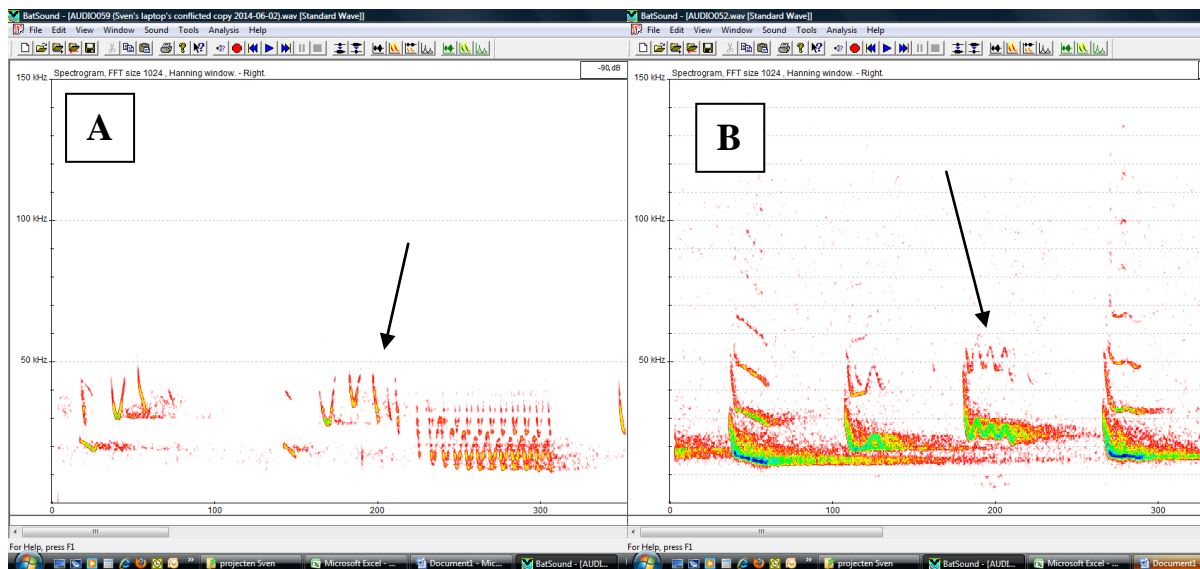 BatSound - [AUDIO059 (Sven's laptop's conflicted copy 2014-06-02).wav [Standard Wave]]
File Edit View Window Sound Tools Analysis Help
Spectrogram, FFT size 1024 , Hanning window. - Right.
-90, dB
150 kHz
A
100 kHz
50 kHz
0 100 200 300
For Help, press F1
projecten Sven
Microsoft Excel - ...
Document1 - Mic...
BatSound - [AUDI...
BatSound - [AUDIO052.wav [Standard Wave]]
File Edit View Window Sound Tools Analysis Help
Spectrogram, FFT size 1024 , Hanning window. - Right.
150 kHz
B
100 kHz
50 kHz
0 100 200 300
For Help, press F1
projecten Sven
Microsoft Excel - ...
BatSound - [AUDI...
Document1